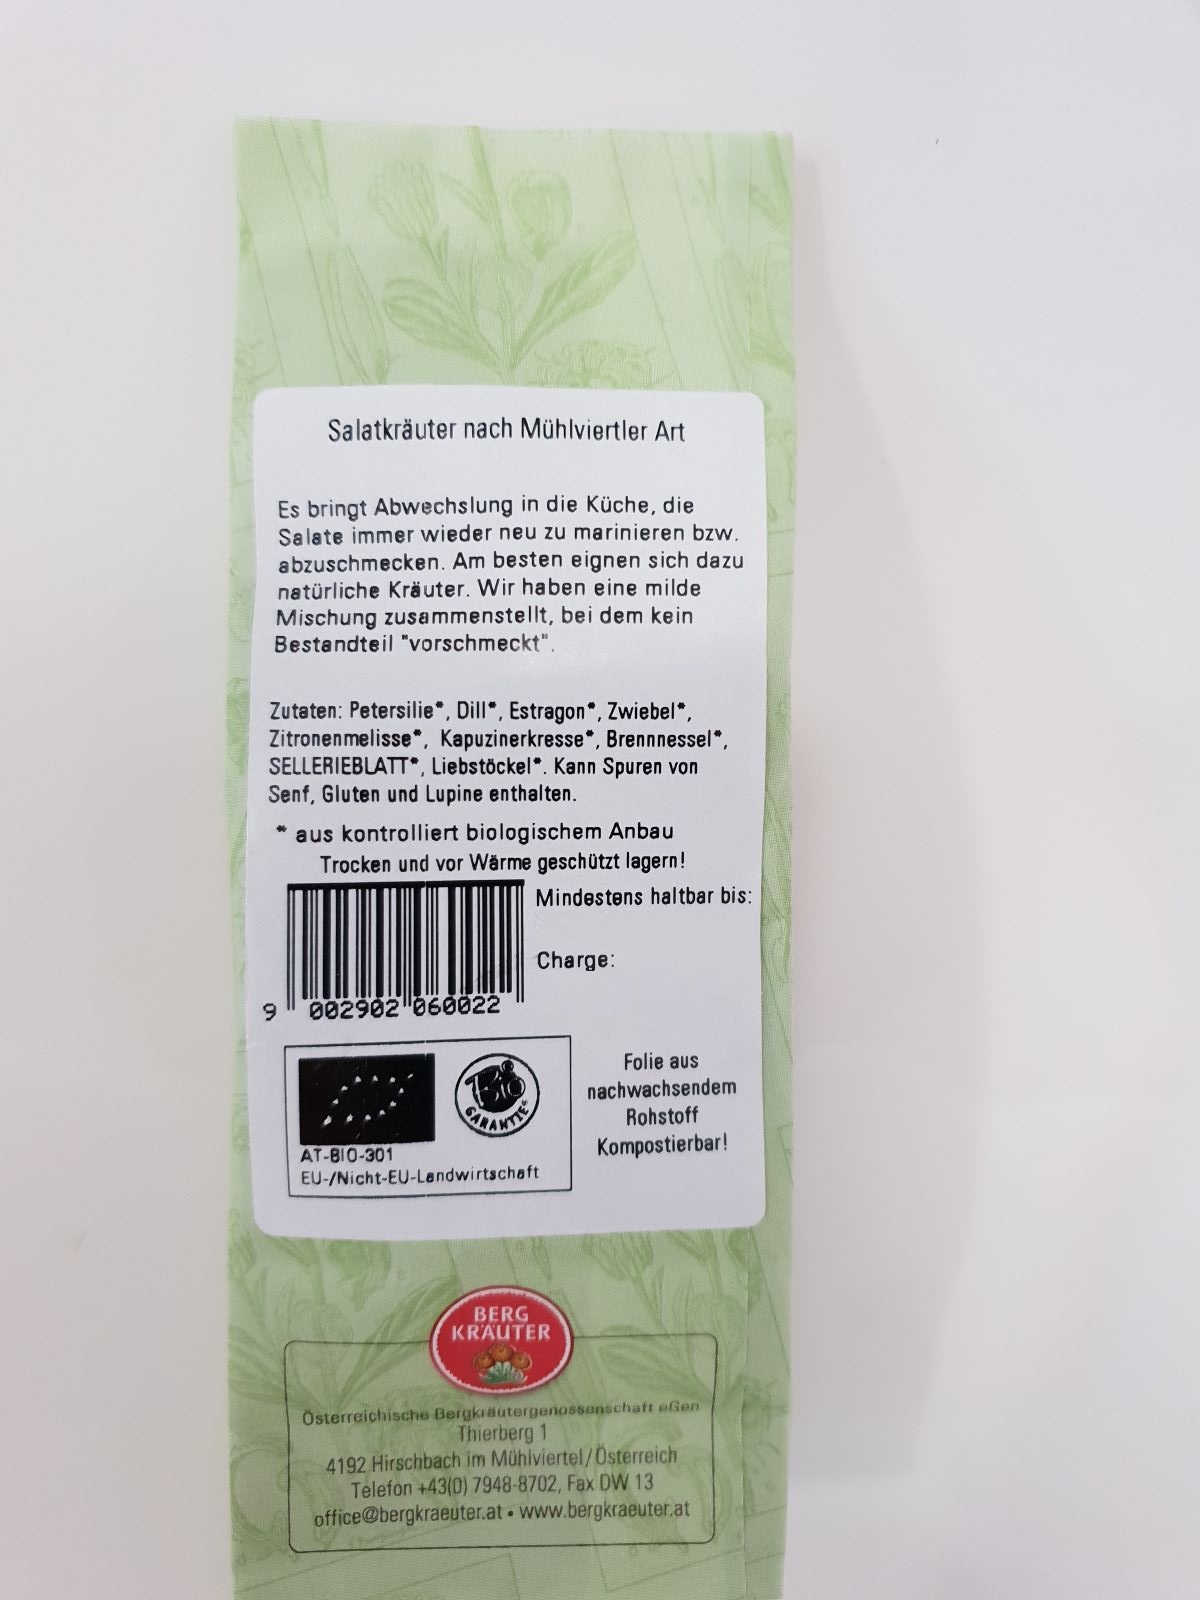 Salatkräuter nach Mühlviertler Art
Es bringt Abwechslung in die Küche, die
Salate immer wieder neu zu marinieren bzw.
abzuschmecken. Am besten eignen sich dazu
natürliche Kräuter. Wir haben eine milde
Mischung zusammenstellt, bei dem kein
Bestandteil "vorschmeckt".
Zutaten: Petersilie*, Dill*, Estragon*, Zwiebel*,
Zitronenmelisse*, Kapuzinerkresse*, Brennnessel*,
SELLERIEBLATT*, Liebstöckel*. Kann Spuren von
Senf, Gluten und Lupine enthalten.
* aus kontrolliert biologischem Anbau
Trocken und vor Wärme geschützt lagern!
Mindestens haltbar bis:
Charge:
9 002902 060022
Bio
GARANTIE
AT-BIO-301
EU-/Nicht-EU-Landwirtschaft
Folie aus
nachwachsendem
Rohstoff
Kompostierbar!
BERG
KRÄUTER
Österreichische Bergkräutergenossenschaft eGen
Thierberg 1
4192 Hirschbach im Mühlviertel/Österreich
Telefon +43(0) 7948-8702, Fax DW 13
office@bergkraeuter.at • www.bergkraeuter.at